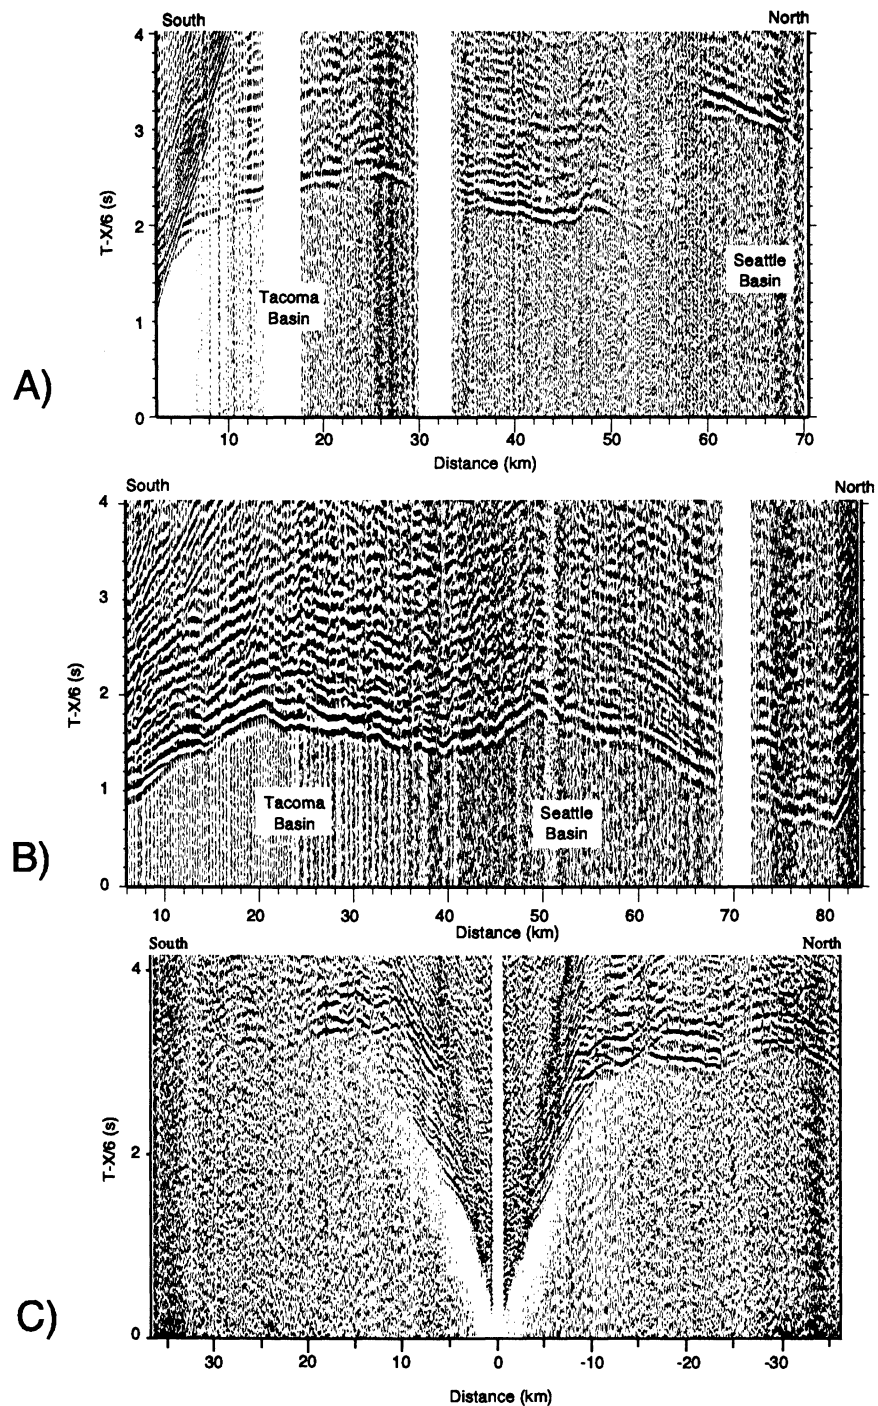 South
North
4
3
2
1
0
T-X/6 (s)
Tacoma
Basin
Seattle
Basin
A)
10
20
30
40
50
60
70
Distance (km)
South
North
4
3
2
1
0
T-X/6 (s)
Tacoma
Basin
Seattle
Basin
B)
10
20
30
40
50
60
70
80
Distance (km)
South
North
4
2
0
T-X/6 (s)
C)
30
20
10
0
-10
-20
-30
Distance (km)